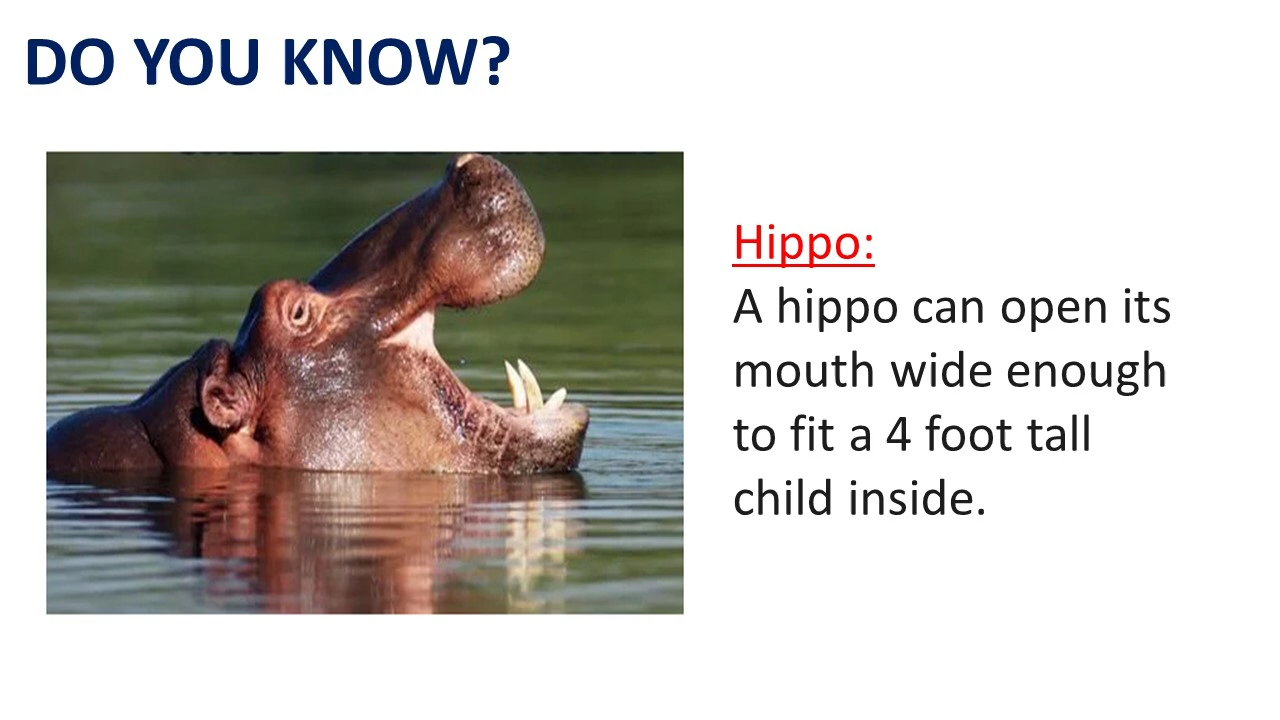 DO YOU KNOW?
Hippo:
A hippo can open its
mouth wide enough
to fit a 4 foot tall
child inside.